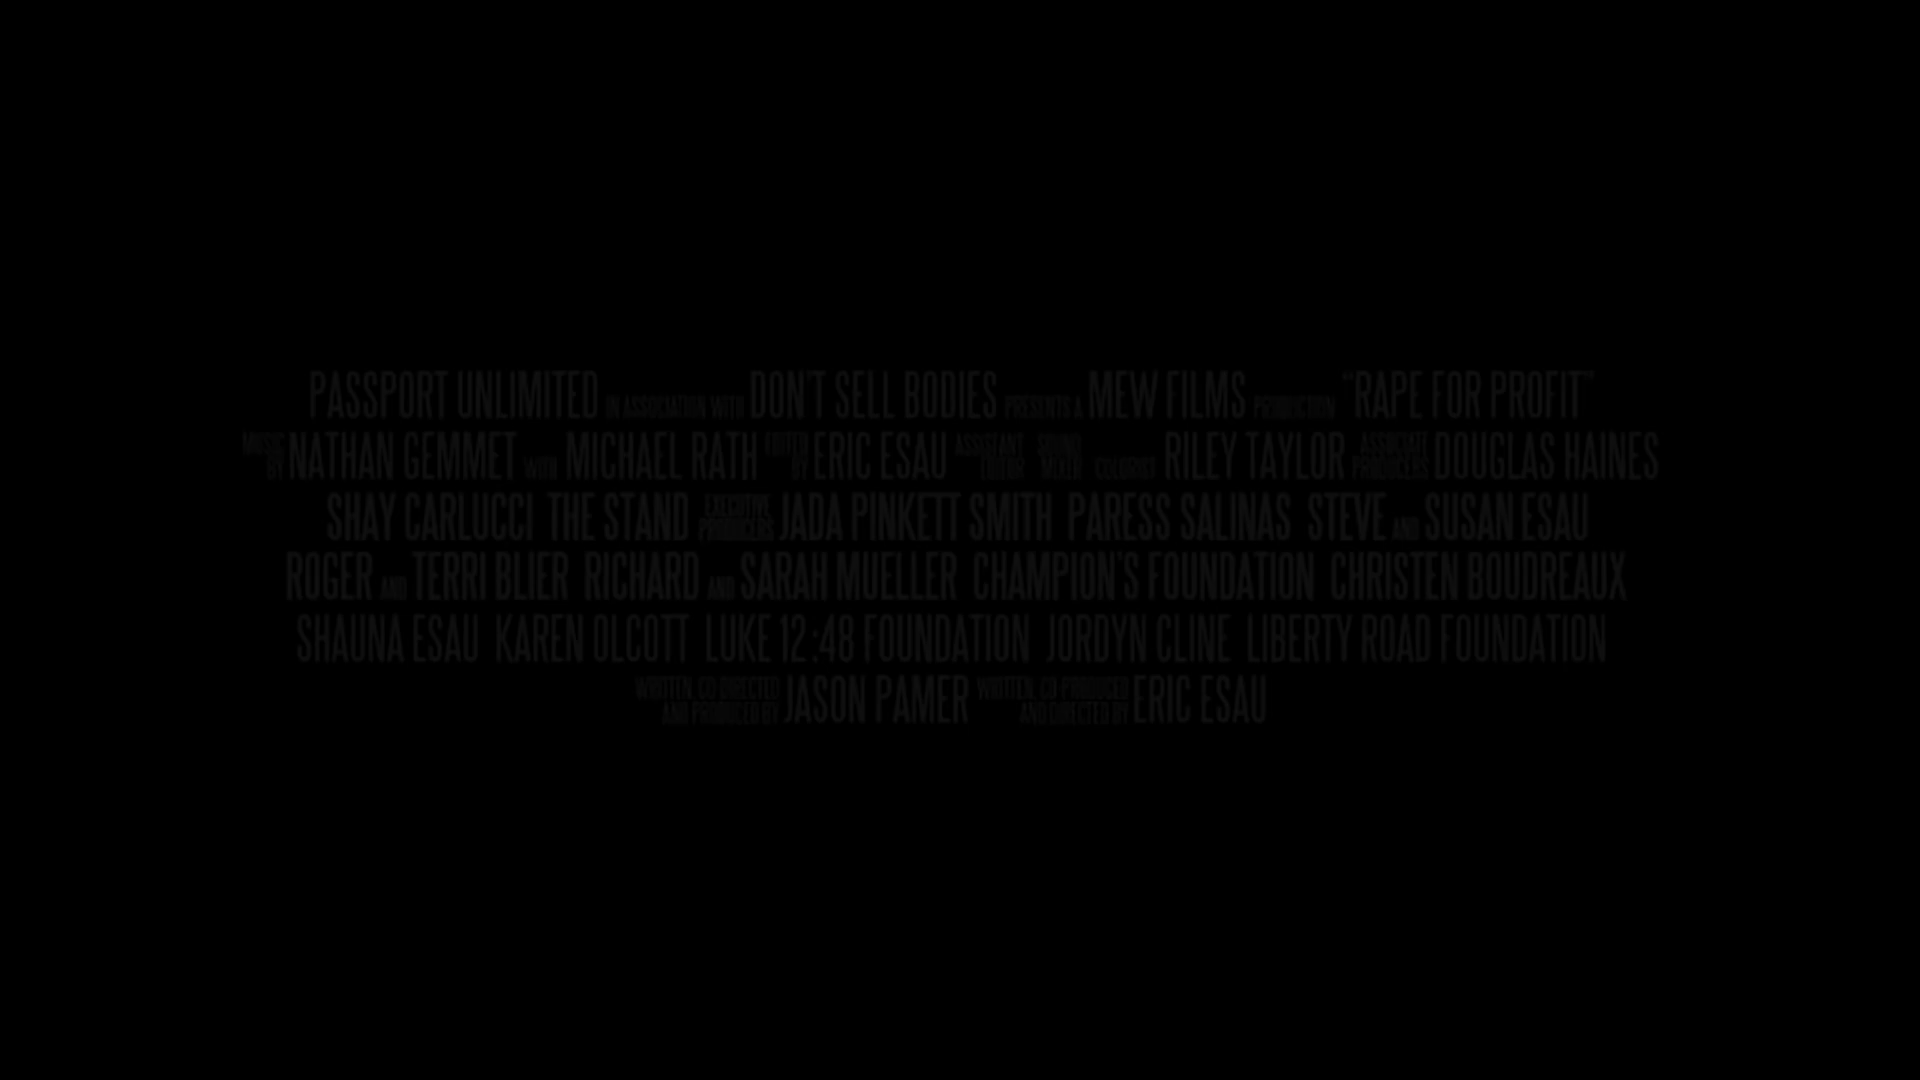 PASSPORT UNLIMITED IN ASSOCIATION WITH DON'T SELL BODIES PRESENTS A MEW FILMS PRODUCTION "RAPE FOR PROFIT"
MUSIC BY NATHAN GEMMET WITH MICHAEL RATH EDITED BY ERIC ESAU ASSISTANT EDITOR SOUND MIXER COLORIST RILEY TAYLOR ASSOCIATE PRODUCERS DOUGLAS HAINES
SHAY CARLUCCI THE STAND EXECUTIVE PRODUCERS JADA PINKETT SMITH PARESS SALINAS STEVE AND SUSAN ESAU
ROGER AND TERRI BLIER RICHARD AND SARAH MUELLER CHAMPION'S FOUNDATION CHRISTEN BOUDREAUX
SHAUNA ESAU KAREN OLCOTT LUKE 12:48 FOUNDATION JORDYN CLINE LIBERTY ROAD FOUNDATION
WRITTEN, CO-DIRECTED AND PRODUCED BY JASON PAMER WRITTEN, CO-PRODUCED AND DIRECTED BY ERIC ESAU